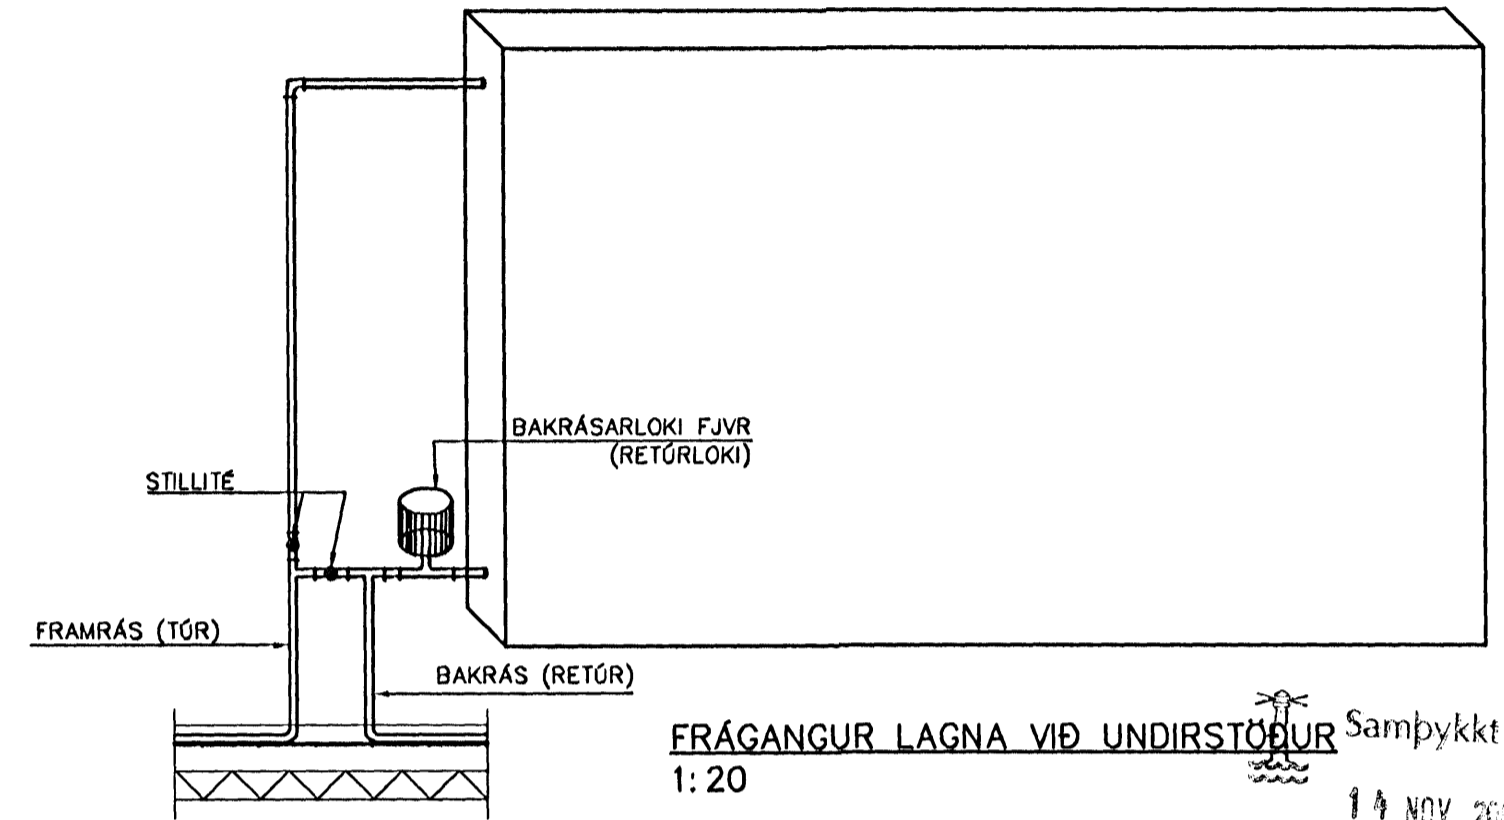 BAKRÁSARLOKI FJVR
(RETÚRLOKI)
STILLITÉ
FRAMRÁS (TÚR)
BAKRÁS (RETÚR)
FRÁGANGUR LAGNA VIÐ UNDIRSTÖÐUR
1:20
Samþykkt
14 NOV